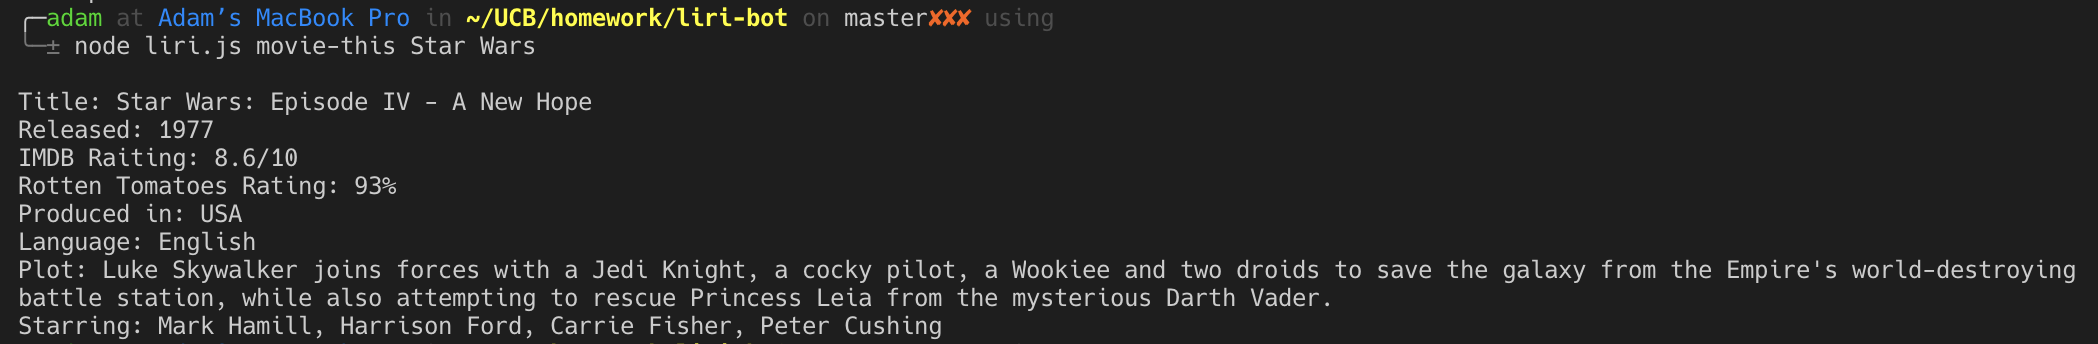 adam at Adam’s MacBook Pro in ~/UCB/homework/liri-bot on master✘✘✘ using
± node liri.js movie-this Star Wars
Title: Star Wars: Episode IV - A New Hope
Released: 1977
IMDB Raiting: 8.6/10
Rotten Tomatoes Rating: 93%
Produced in: USA
Language: English
Plot: Luke Skywalker joins forces with a Jedi Knight, a cocky pilot, a Wookiee and two droids to save the galaxy from the Empire's world-destroying
battle station, while also attempting to rescue Princess Leia from the mysterious Darth Vader.
Starring: Mark Hamill, Harrison Ford, Carrie Fisher, Peter Cushing